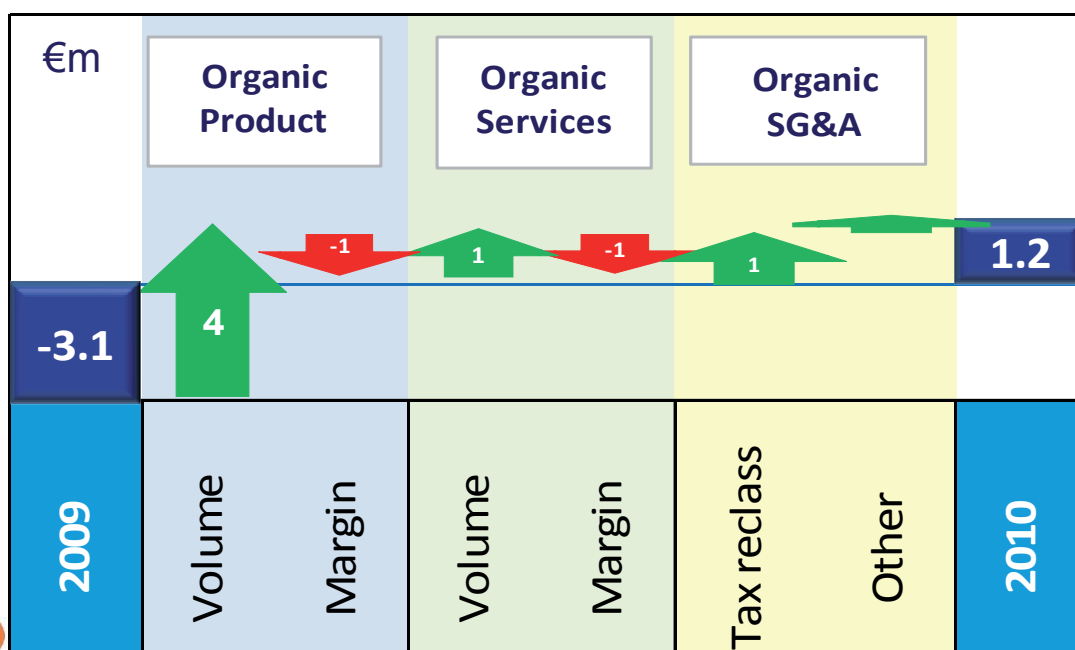 €m
Organic
Product
Organic
Services
Organic
SG&A
-3.1
4
-1
1
-1
1
1.2
2009
Volume
Margin
Volume
Margin
Tax reclass
Other
2010